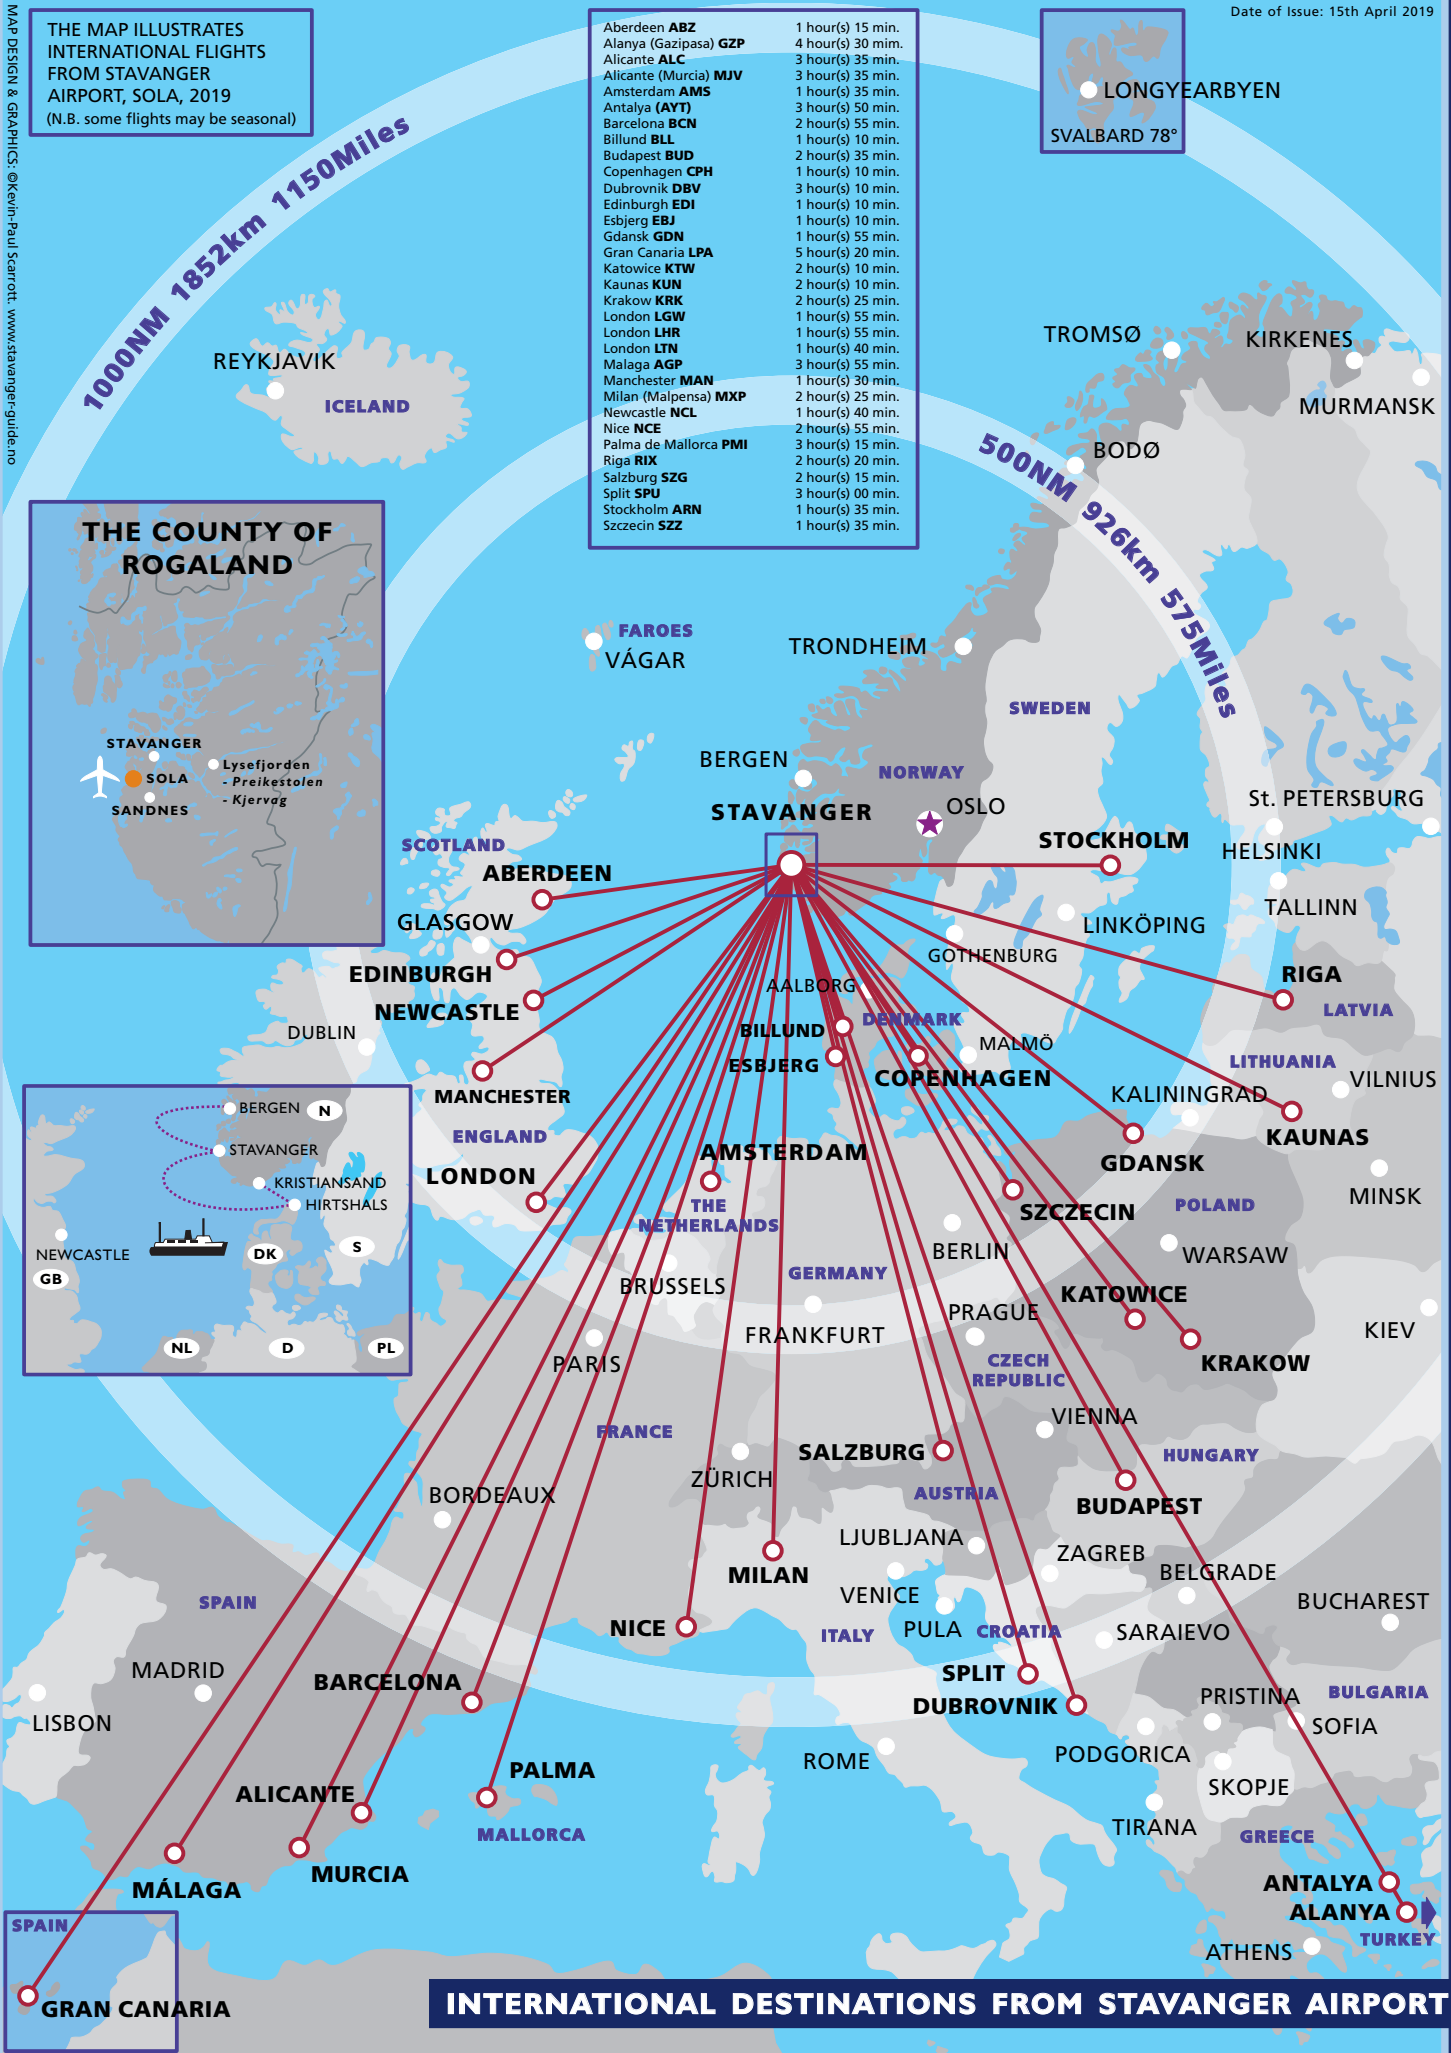 MAP DESIGN & GRAPHICS: ©Kevin-Paul Scarrott. www.stavanger-guide.no
THE MAP ILLUSTRATES
INTERNATIONAL FLIGHTS
FROM STAVANGER
AIRPORT, SOLA, 2019
(N.B. some flights may be seasonal)
Aberdeen ABZ 1 hour(s) 15 min.
Alanya (Gazipasa) GZP 4 hour(s) 30 mim.
Alicante ALC 3 hour(s) 35 min.
Alicante (Murcia) MJV 3 hour(s) 35 min.
Amsterdam AMS 1 hour(s) 35 min.
Antalya (AYT) 3 hour(s) 50 min.
Barcelona BCN 2 hour(s) 55 min.
Billund BLL 1 hour(s) 10 min.
Budapest BUD 2 hour(s) 35 min.
Copenhagen CPH 1 hour(s) 10 min.
Dubrovnik DBV 3 hour(s) 10 min.
Edinburgh EDI 1 hour(s) 10 min.
Esbjerg EBJ 1 hour(s) 10 min.
Gdansk GDN 1 hour(s) 55 min.
Gran Canaria LPA 5 hour(s) 20 min.
Katowice KTW 2 hour(s) 10 min.
Kaunas KUN 2 hour(s) 10 min.
Krakow KRK 2 hour(s) 25 min.
London LGW 1 hour(s) 55 min.
London LHR 1 hour(s) 55 min.
London LTN 1 hour(s) 40 min.
Malaga AGP 3 hour(s) 55 min.
Manchester MAN 1 hour(s) 30 min.
Milan (Malpensa) MXP 2 hour(s) 25 min.
Newcastle NCL 1 hour(s) 40 min.
Nice NCE 2 hour(s) 55 min.
Palma de Mallorca PMI 3 hour(s) 15 min.
Riga RIX 2 hour(s) 20 min.
Salzburg SZG 2 hour(s) 15 min.
Split SPU 3 hour(s) 00 min.
Stockholm ARN 1 hour(s) 35 min.
Szczecin SZZ 1 hour(s) 35 min.
Date of Issue: 15th April 2019
LONGYEARBYEN
SVALBARD 78°
1000NM 1852km 1150Miles
500NM 926km 575Miles
REYKJAVIK
ICELAND
TROMSØ
KIRKENES
MURMANSK
BODØ
THE COUNTY OF
ROGALAND
STAVANGER
SOLA
SANDNES
Lysefjorden
- Preikestolen
- Kjervag
FAROES
VÁGAR
TRONDHEIM
SWEDEN
BERGEN
NORWAY
OSLO
STAVANGER
St. PETERSBURG
STOCKHOLM
HELSINKI
SCOTLAND
ABERDEEN
GLASGOW
TALLINN
LINKÖPING
GOTHENBURG
EDINBURGH
RIGA
AALBORG
NEWCASTLE
LATVIA
DENMARK
BILLUND
DUBLIN
MALMÖ
ESBJERG
LITHUANIA
COPENHAGEN
VILNIUS
MANCHESTER
KALININGRAD
ENGLAND
KAUNAS
AMSTERDAM
GDANSK
LONDON
MINSK
THE
NETHERLANDS
SZCZECIN
POLAND
BERGEN
N
STAVANGER
KRISTIANSAND
HIRTSHALS
NEWCASTLE
GB
DK
S
NL
D
PL
BERLIN
WARSAW
BRUSSELS
GERMANY
KATOWICE
PRAGUE
FRANKFURT
KIEV
PARIS
KRAKOW
CZECH
REPUBLIC
VIENNA
FRANCE
SALZBURG
HUNGARY
ZÜRICH
BORDEAUX
AUSTRIA
BUDAPEST
LJUBLJANA
ZAGREB
MILAN
BELGRADE
VENICE
BUCHAREST
SPAIN
NICE
ITALY
PULA
CROATIA
SARAIEVO
MADRID
BARCELONA
SPLIT
DUBROVNIK
PRISTINA
BULGARIA
LISBON
SOFIA
ROME
PODGORICA
PALMA
SKOPJE
ALICANTE
TIRANA
MALLORCA
GREECE
MURCIA
MÁLAGA
ANTALYA
ALANYA
TURKEY
ATHENS
SPAIN
GRAN CANARIA
INTERNATIONAL DESTINATIONS FROM STAVANGER AIRPORT